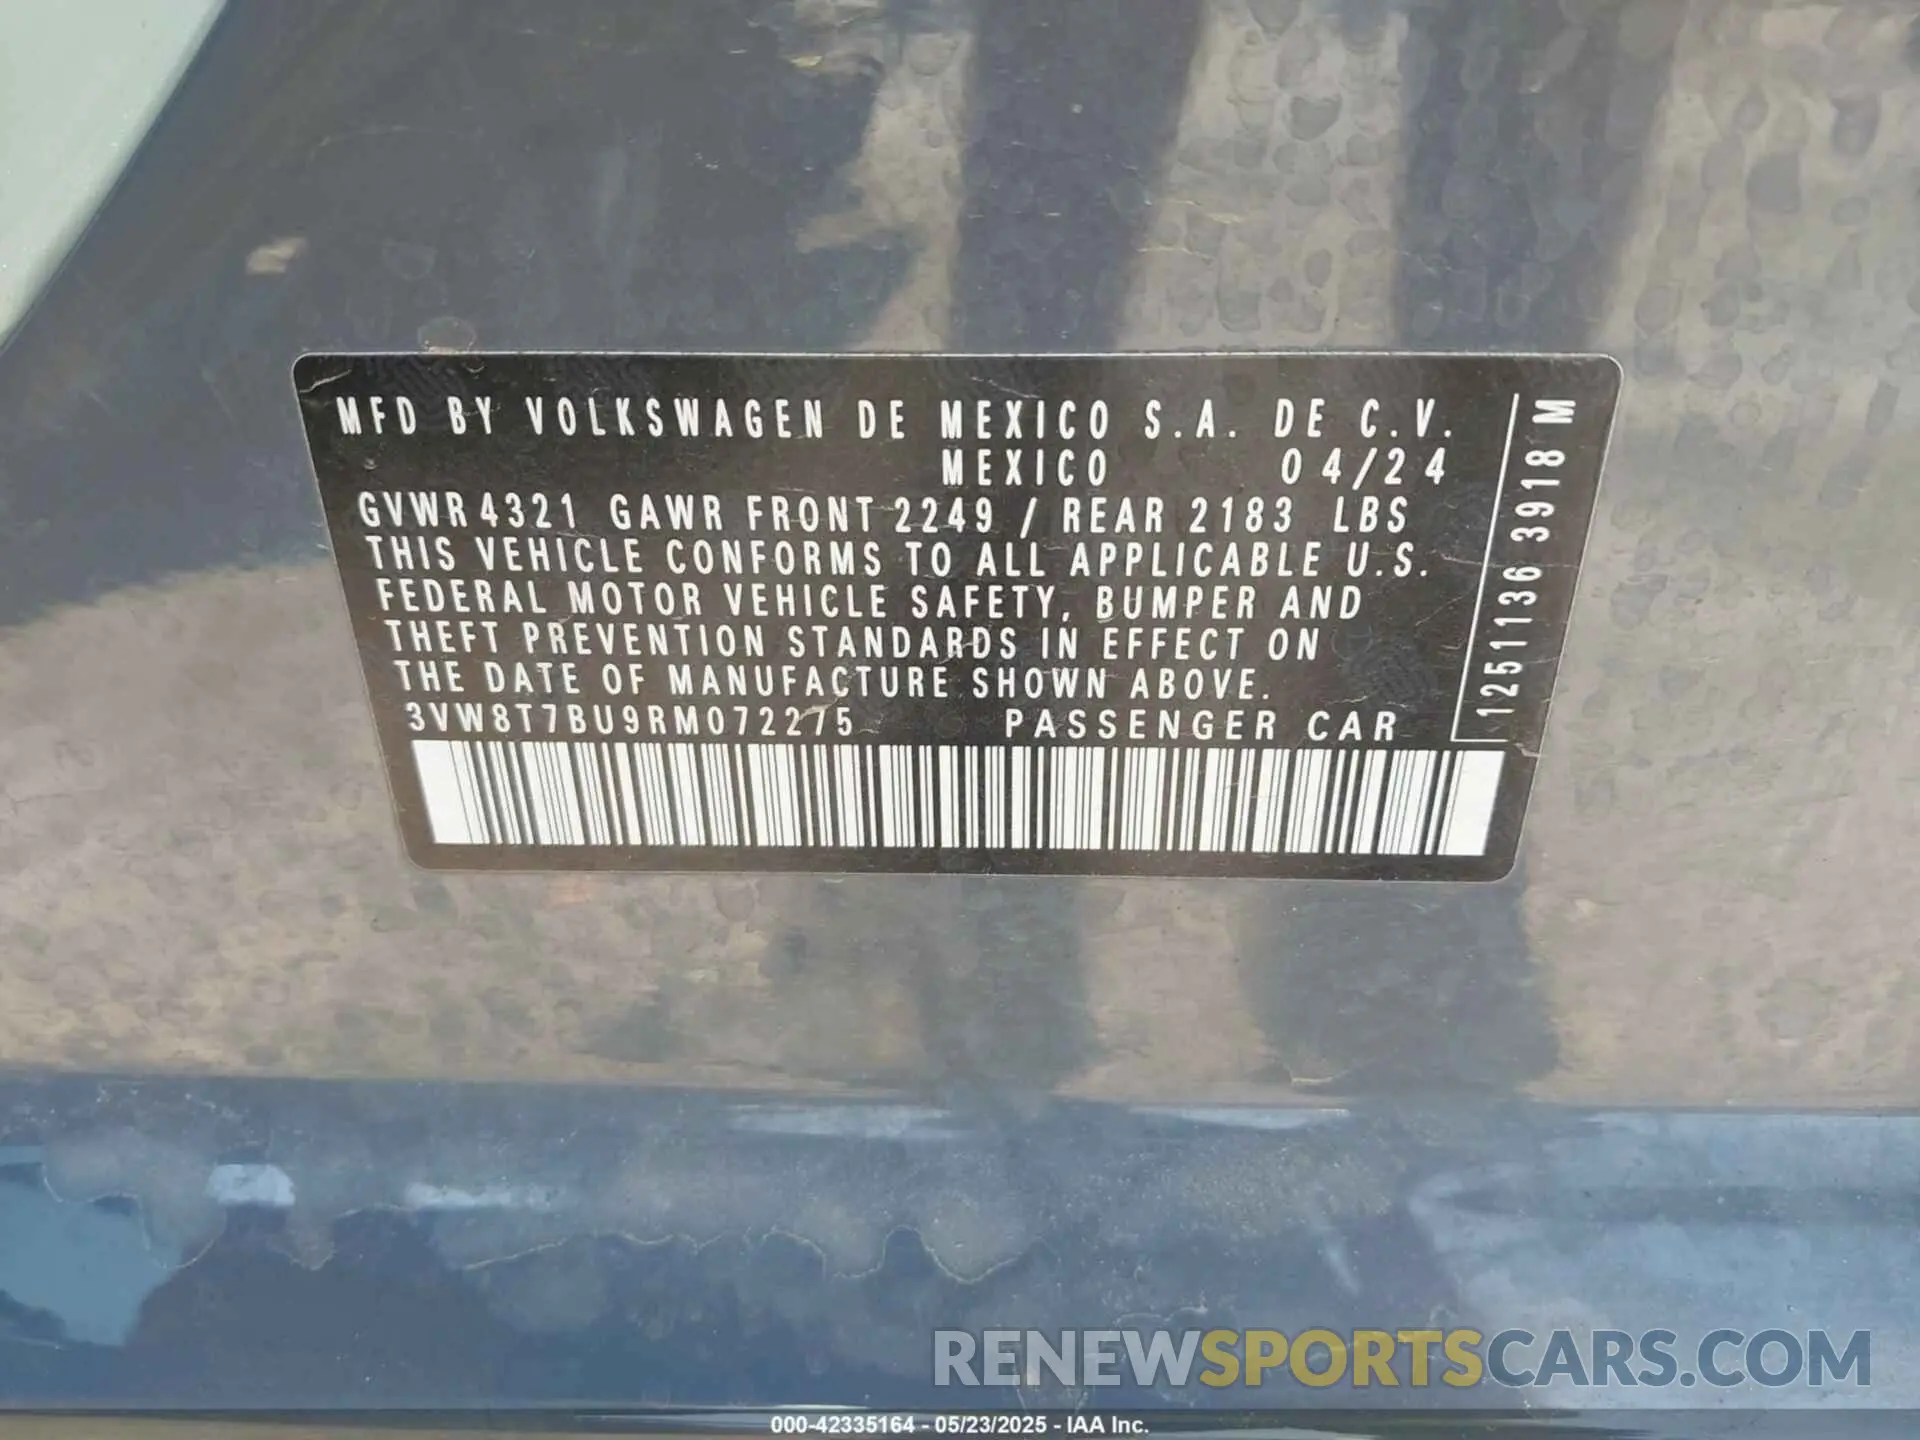 MFD BY VOLKSWAGEN DE MEXICO S.A. DE C.V.
MEXICO 04/24
GVWR 4321 GAWR FRONT 2249 / REAR 2183 LBS
THIS VEHICLE CONFORMS TO ALL APPLICABLE U.S.
FEDERAL MOTOR VEHICLE SAFETY, BUMPER AND
THEFT PREVENTION STANDARDS IN EFFECT ON
THE DATE OF MANUFACTURE SHOWN ABOVE.
3VW8T7BU9RM072275 PASSENGER CAR
1251136 3918 M
RENEWSPORTSCARS.COM
000-42335164 - 05/23/2025 - IAA Inc.